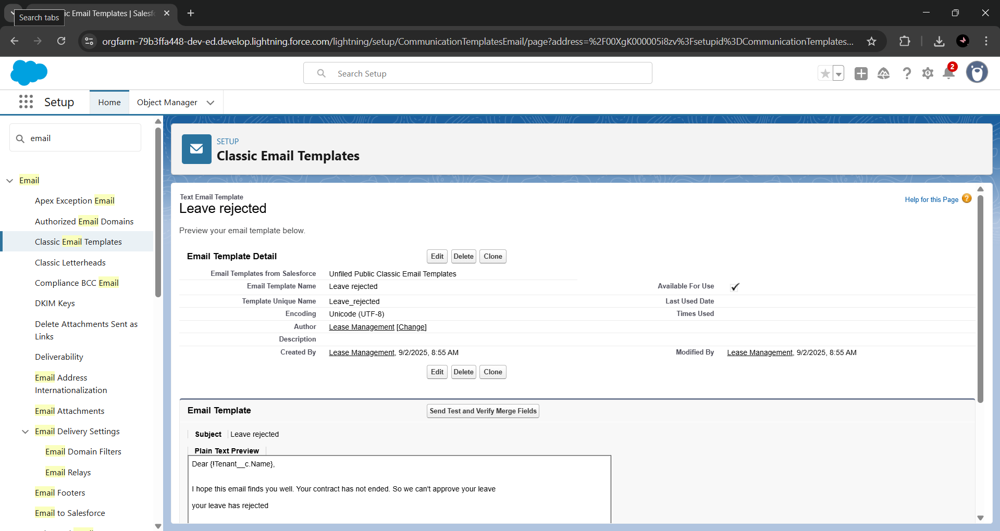 ic Email Templates | Salesfo
Search tabs
orgfarm-79b3ffa448-dev-ed.develop.lightning.force.com/lightning/setup/CommunicationTemplatesEmail/page?address=%2F00XgK000005i8zv%3Fsetupid%3DCommunicationTemplates...
Search Setup
2
Setup
Home
Object Manager
email
Email
Apex Exception Email
Authorized Email Domains
Classic Email Templates
Classic Letterheads
Compliance BCC Email
DKIM Keys
Delete Attachments Sent as
Links
Deliverability
Email Address
Internationalization
Email Attachments
Email Delivery Settings
Email Domain Filters
Email Relays
Email Footers
Email to Salesforce
SETUP
Classic Email Templates
Text Email Template
Leave rejected
Help for this Page ?
Preview your email template below.
Email Template Detail
Edit Delete Clone
Email Templates from Salesforce Unfiled Public Classic Email Templates
Email Template Name Leave rejected Available For Use
Template Unique Name Leave_rejected Last Used Date
Encoding Unicode (UTF-8) Times Used
Author Lease Management [Change]
Description
Created By Lease Management, 9/2/2025, 8:55 AM Modified By Lease Management, 9/2/2025, 8:55 AM
Edit Delete Clone
Email Template Send Test and Verify Merge Fields
Subject Leave rejected
Plain Text Preview
Dear {!Tenant__c.Name},
I hope this email finds you well. Your contract has not ended. So we can't approve your leave
your leave has rejected